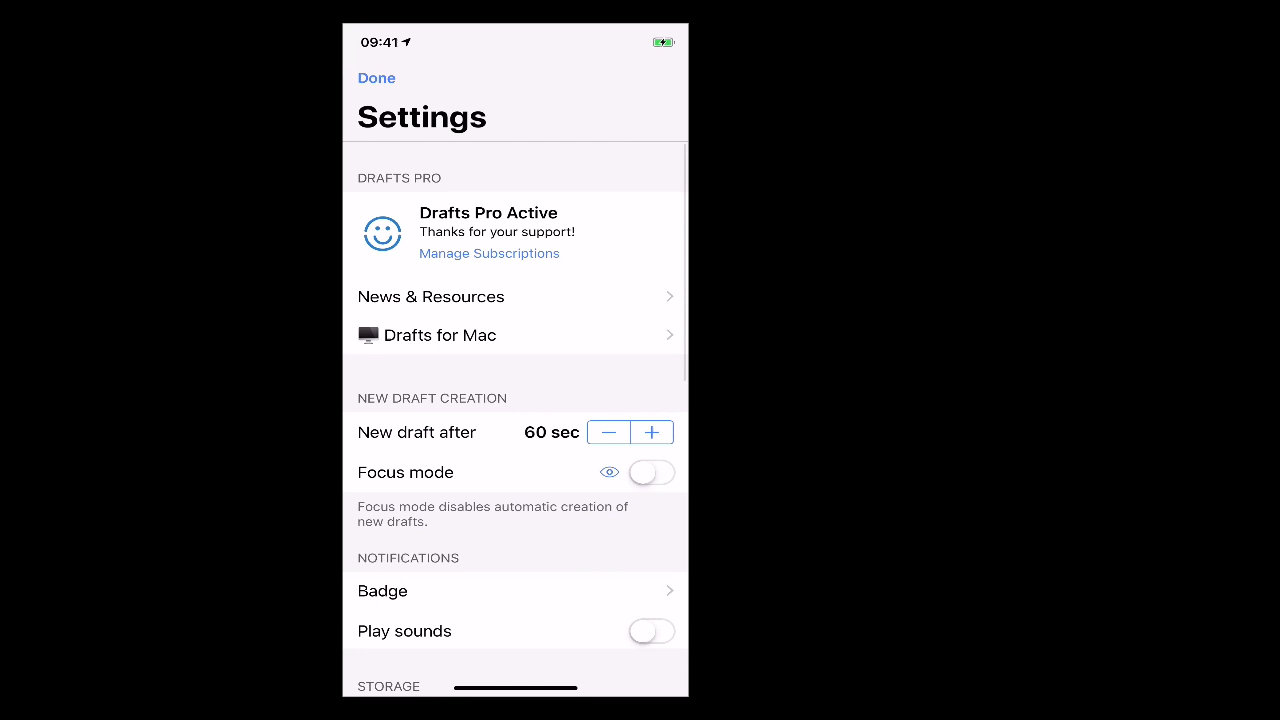 09:41
Done
Settings
DRAFTS PRO
Drafts Pro Active
Thanks for your support!
Manage Subscriptions
News & Resources
Drafts for Mac
NEW DRAFT CREATION
New draft after 60 sec
Focus mode
Focus mode disables automatic creation of
new drafts.
NOTIFICATIONS
Badge
Play sounds
STORAGE